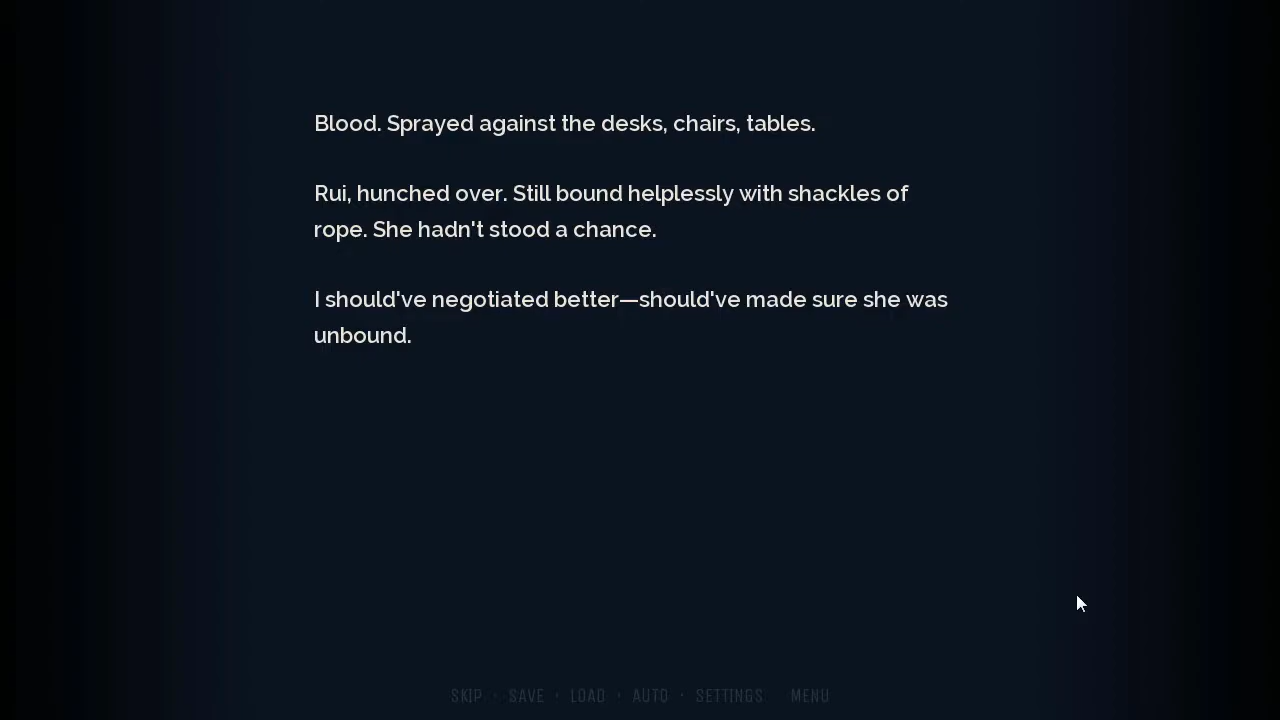 Blood. Sprayed against the desks, chairs, tables.
Rui, hunched over. Still bound helplessly with shackles of
rope. She hadn't stood a chance.
I should've negotiated better—should've made sure she was
unbound.
SKIP · SAVE · LOAD · AUTO · SETTINGS MENU